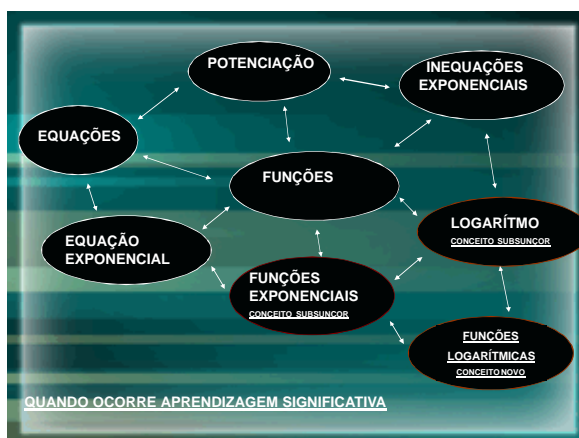 POTENCIAÇÃO
INEQUAÇÕES
EXPONENCIAIS
EQUAÇÕES
FUNÇÕES
EQUAÇÃO
EXPONENCIAL
LOGARÍTMO
CONCEITO SUBSUNÇOR
FUNÇÕES
EXPONENCIAIS
CONCEITO SUBSUNCOR
FUNÇÕES
LOGARÍTMICAS
CONCEITO NOVO
QUANDO OCORRE APRENDIZAGEM SIGNIFICATIVA